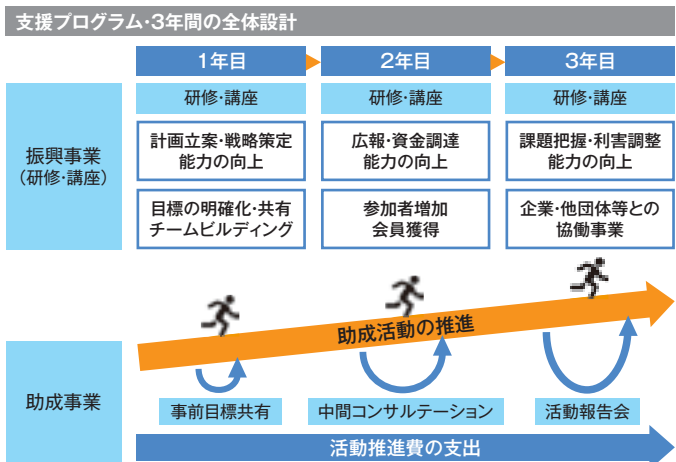 支援プログラム・3年間の全体設計
1年目
2年目
3年目
振興事業
(研修・講座)
研修・講座
研修・講座
研修・講座
計画立案・戦略策定
能力の向上
広報・資金調達
能力の向上
課題把握・利害調整
能力の向上
目標の明確化・共有
チームビルディング
参加者増加
会員獲得
企業・他団体等との
協働事業
助成活動の推進
助成事業
事前目標共有
中間コンサルテーション
活動報告会
活動推進費の支出